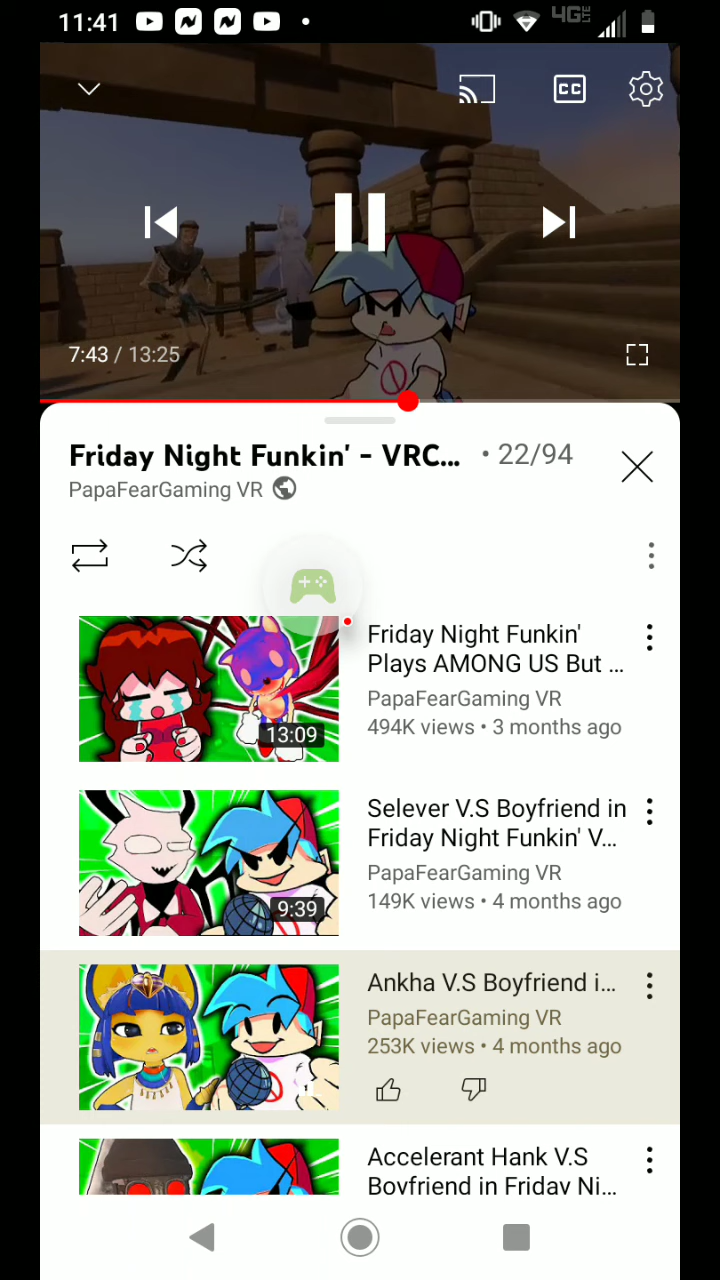 11:41
4G LTE
CC
7:43 / 13:25
Friday Night Funkin' - VRC... • 22/94
PapaFearGaming VR
Friday Night Funkin'
Plays AMONG US But ...
PapaFearGaming VR
494K views • 3 months ago
13:09
Selever V.S Boyfriend in
Friday Night Funkin' V...
PapaFearGaming VR
149K views • 4 months ago
9:39
Ankha V.S Boyfriend i...
PapaFearGaming VR
253K views • 4 months ago
Accelerant Hank V.S
Boyfriend in Friday Ni...